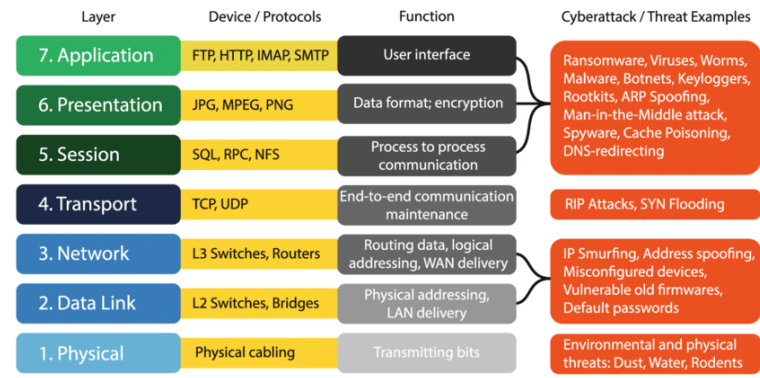 Layer
Device / Protocols
Function
Cyberattack / Threat Examples
7. Application
FTP, HTTP, IMAP, SMTP
User interface
6. Presentation
JPG, MPEG, PNG
Data format; encryption
5. Session
SQL, RPC, NFS
Process to process
communication
Ransomware, Viruses, Worms,
Malware, Botnets, Keyloggers,
Rootkits, ARP Spoofing,
Man-in-the-Middle attack,
Spyware, Cache Poisoning,
DNS-redirecting
4. Transport
TCP, UDP
End-to-end communication
maintenance
RIP Attacks, SYN Flooding
3. Network
L3 Switches, Routers
Routing data, logical
addressing, WAN delivery
2. Data Link
L2 Switches, Bridges
Physical addressing,
LAN delivery
IP Smurfing, Address spoofing,
Misconfigured devices,
Vulnerable old firmwares,
Default passwords
1. Physical
Physical cabling
Transmitting bits
Environmental and physical
threats: Dust, Water, Rodents